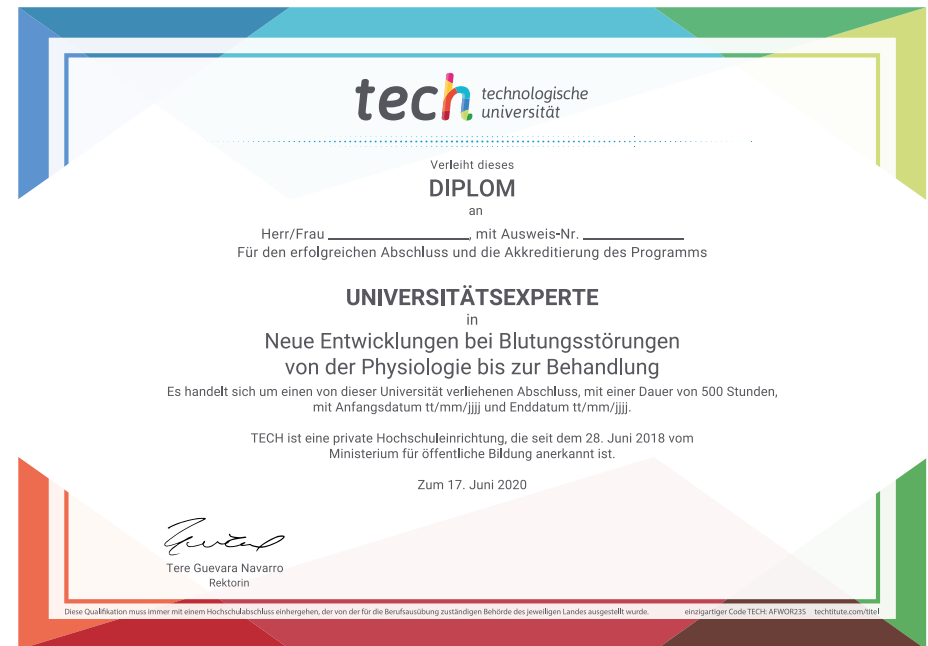 tech technologische
universität
Verleiht dieses
DIPLOM
an
Herr/Frau ____________________, mit Ausweis-Nr. ______________
Für den erfolgreichen Abschluss und die Akkreditierung des Programms
UNIVERSITÄTSEXPERTE
in
Neue Entwicklungen bei Blutungsstörungen
von der Physiologie bis zur Behandlung
Es handelt sich um einen von dieser Universität verliehenen Abschluss, mit einer Dauer von 500 Stunden,
mit Anfangsdatum tt/mm/jjjj und Enddatum tt/mm/jjjj.
TECH ist eine private Hochschuleinrichtung, die seit dem 28. Juni 2018 vom
Ministerium für öffentliche Bildung anerkannt ist.
Zum 17. Juni 2020
Tere Guevara Navarro
Rektorin
Diese Qualifikation muss immer mit einem Hochschulabschluss einhergehen, der von der für die Berufsausübung zuständigen Behörde des jeweiligen Landes ausgestellt wurde. einzigartiger Code TECH: AFWOR23S techtitute.com/titel